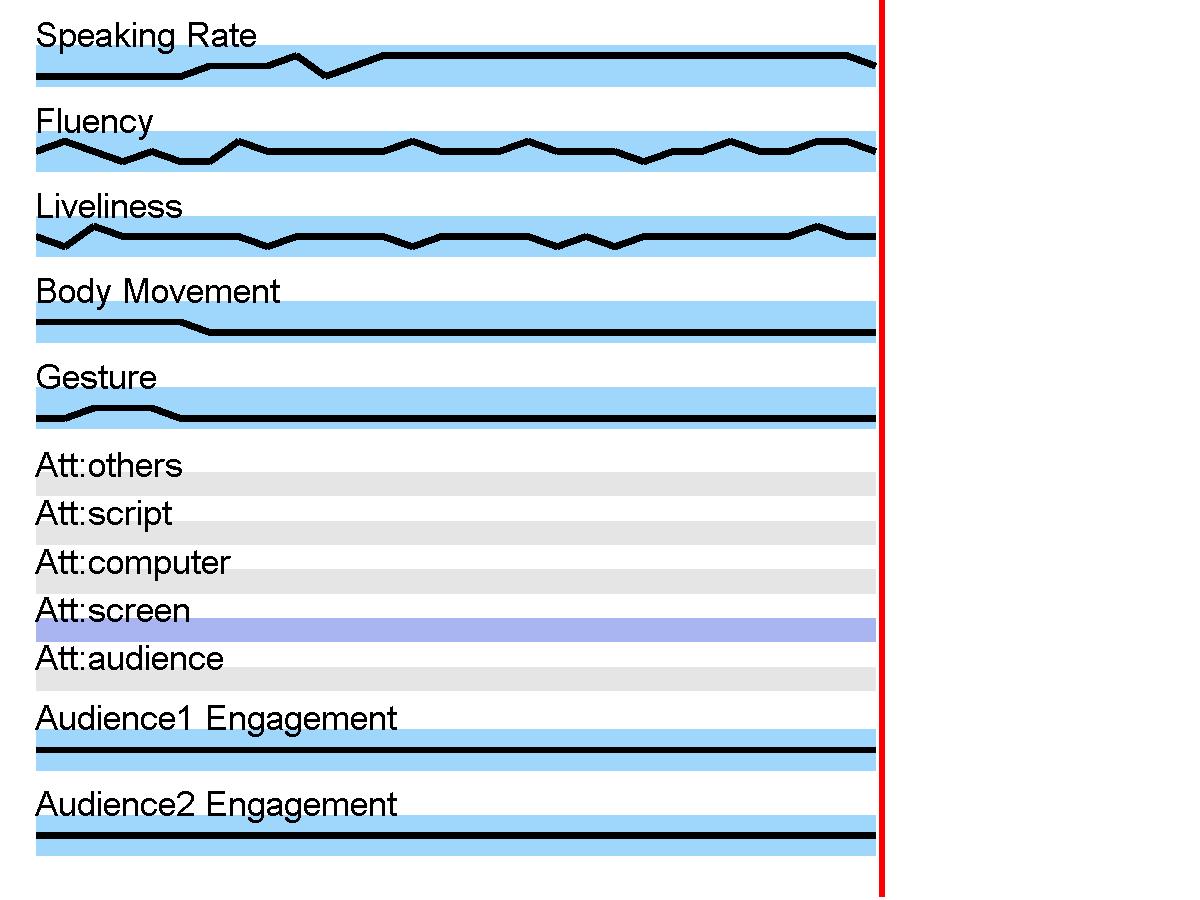 Speaking Rate
Fluency
Liveliness
Body Movement
Gesture
Att:others
Att:script
Att:computer
Att:screen
Att:audience
Audience1 Engagement
Audience2 Engagement